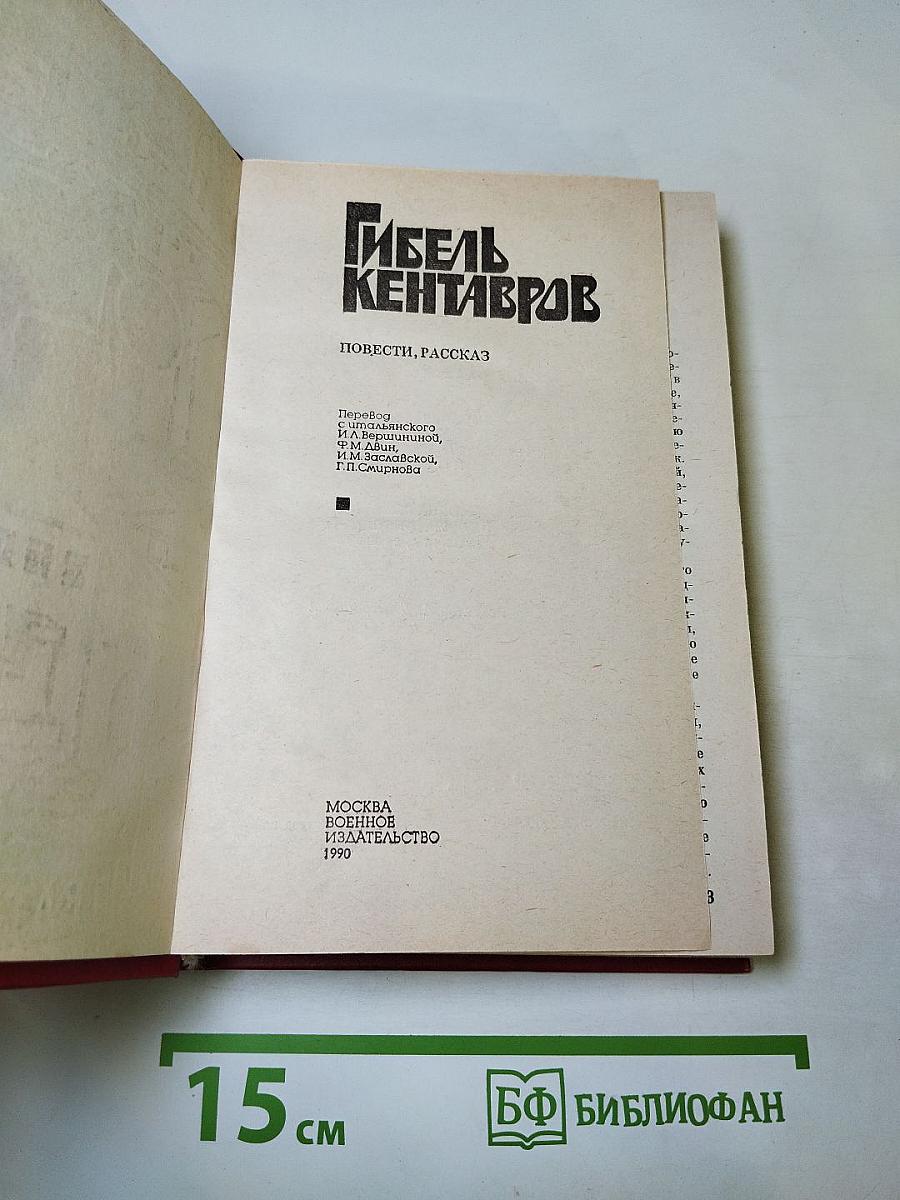 ГИБЕЛЬ
КЕНТАВРОВ
ПОВЕСТИ, РАССКАЗ
Перевод
с итальянского
И.Л.Вершининой,
Ф.М.Двин,
И.М.Заславской,
Г.П.Смирнова
МОСКВА
ВОЕННОЕ
ИЗДАТЕЛЬСТВО
1990
15 см
БФ БИБЛИОФАН